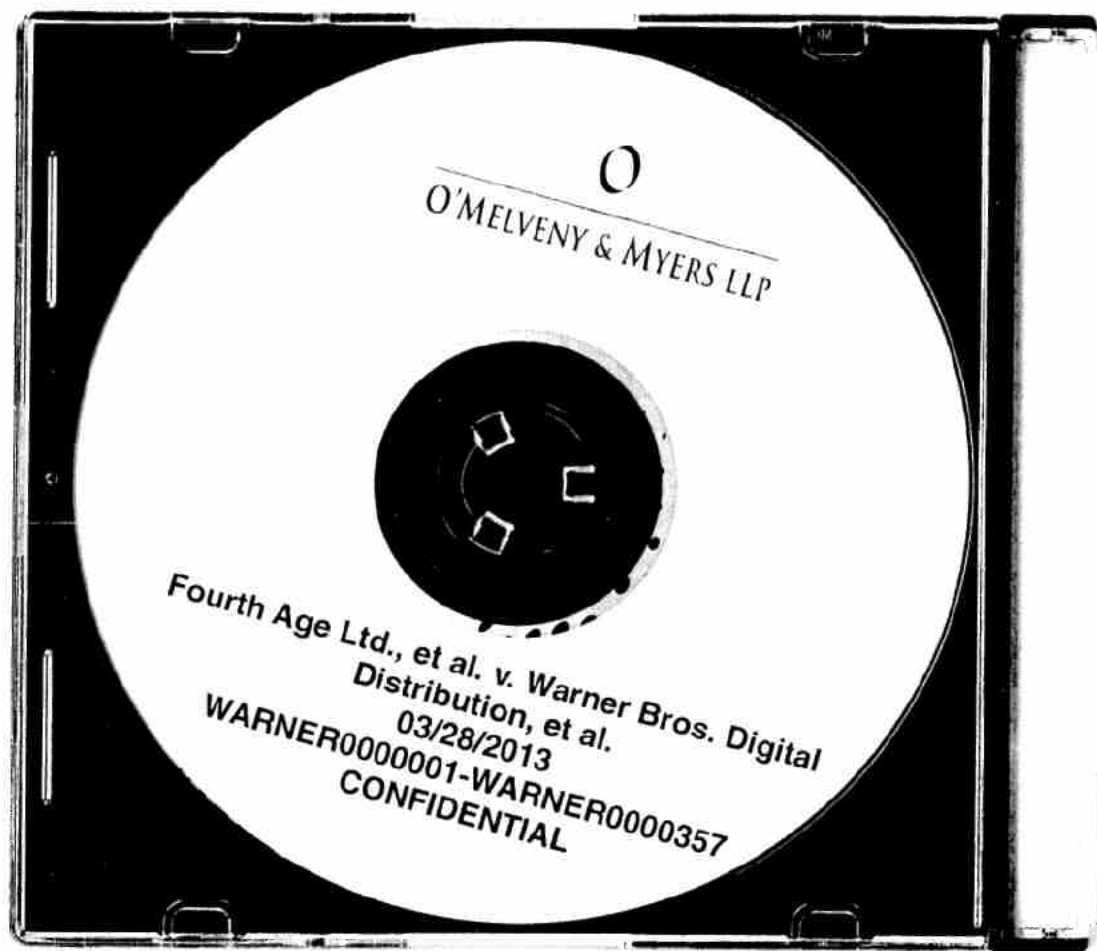 O
O'MELVENY & MYERS LLP
Fourth Age Ltd., et al. v. Warner Bros. Digital
Distribution, et al.
03/28/2013
WARNER0000001-WARNER0000357
CONFIDENTIAL